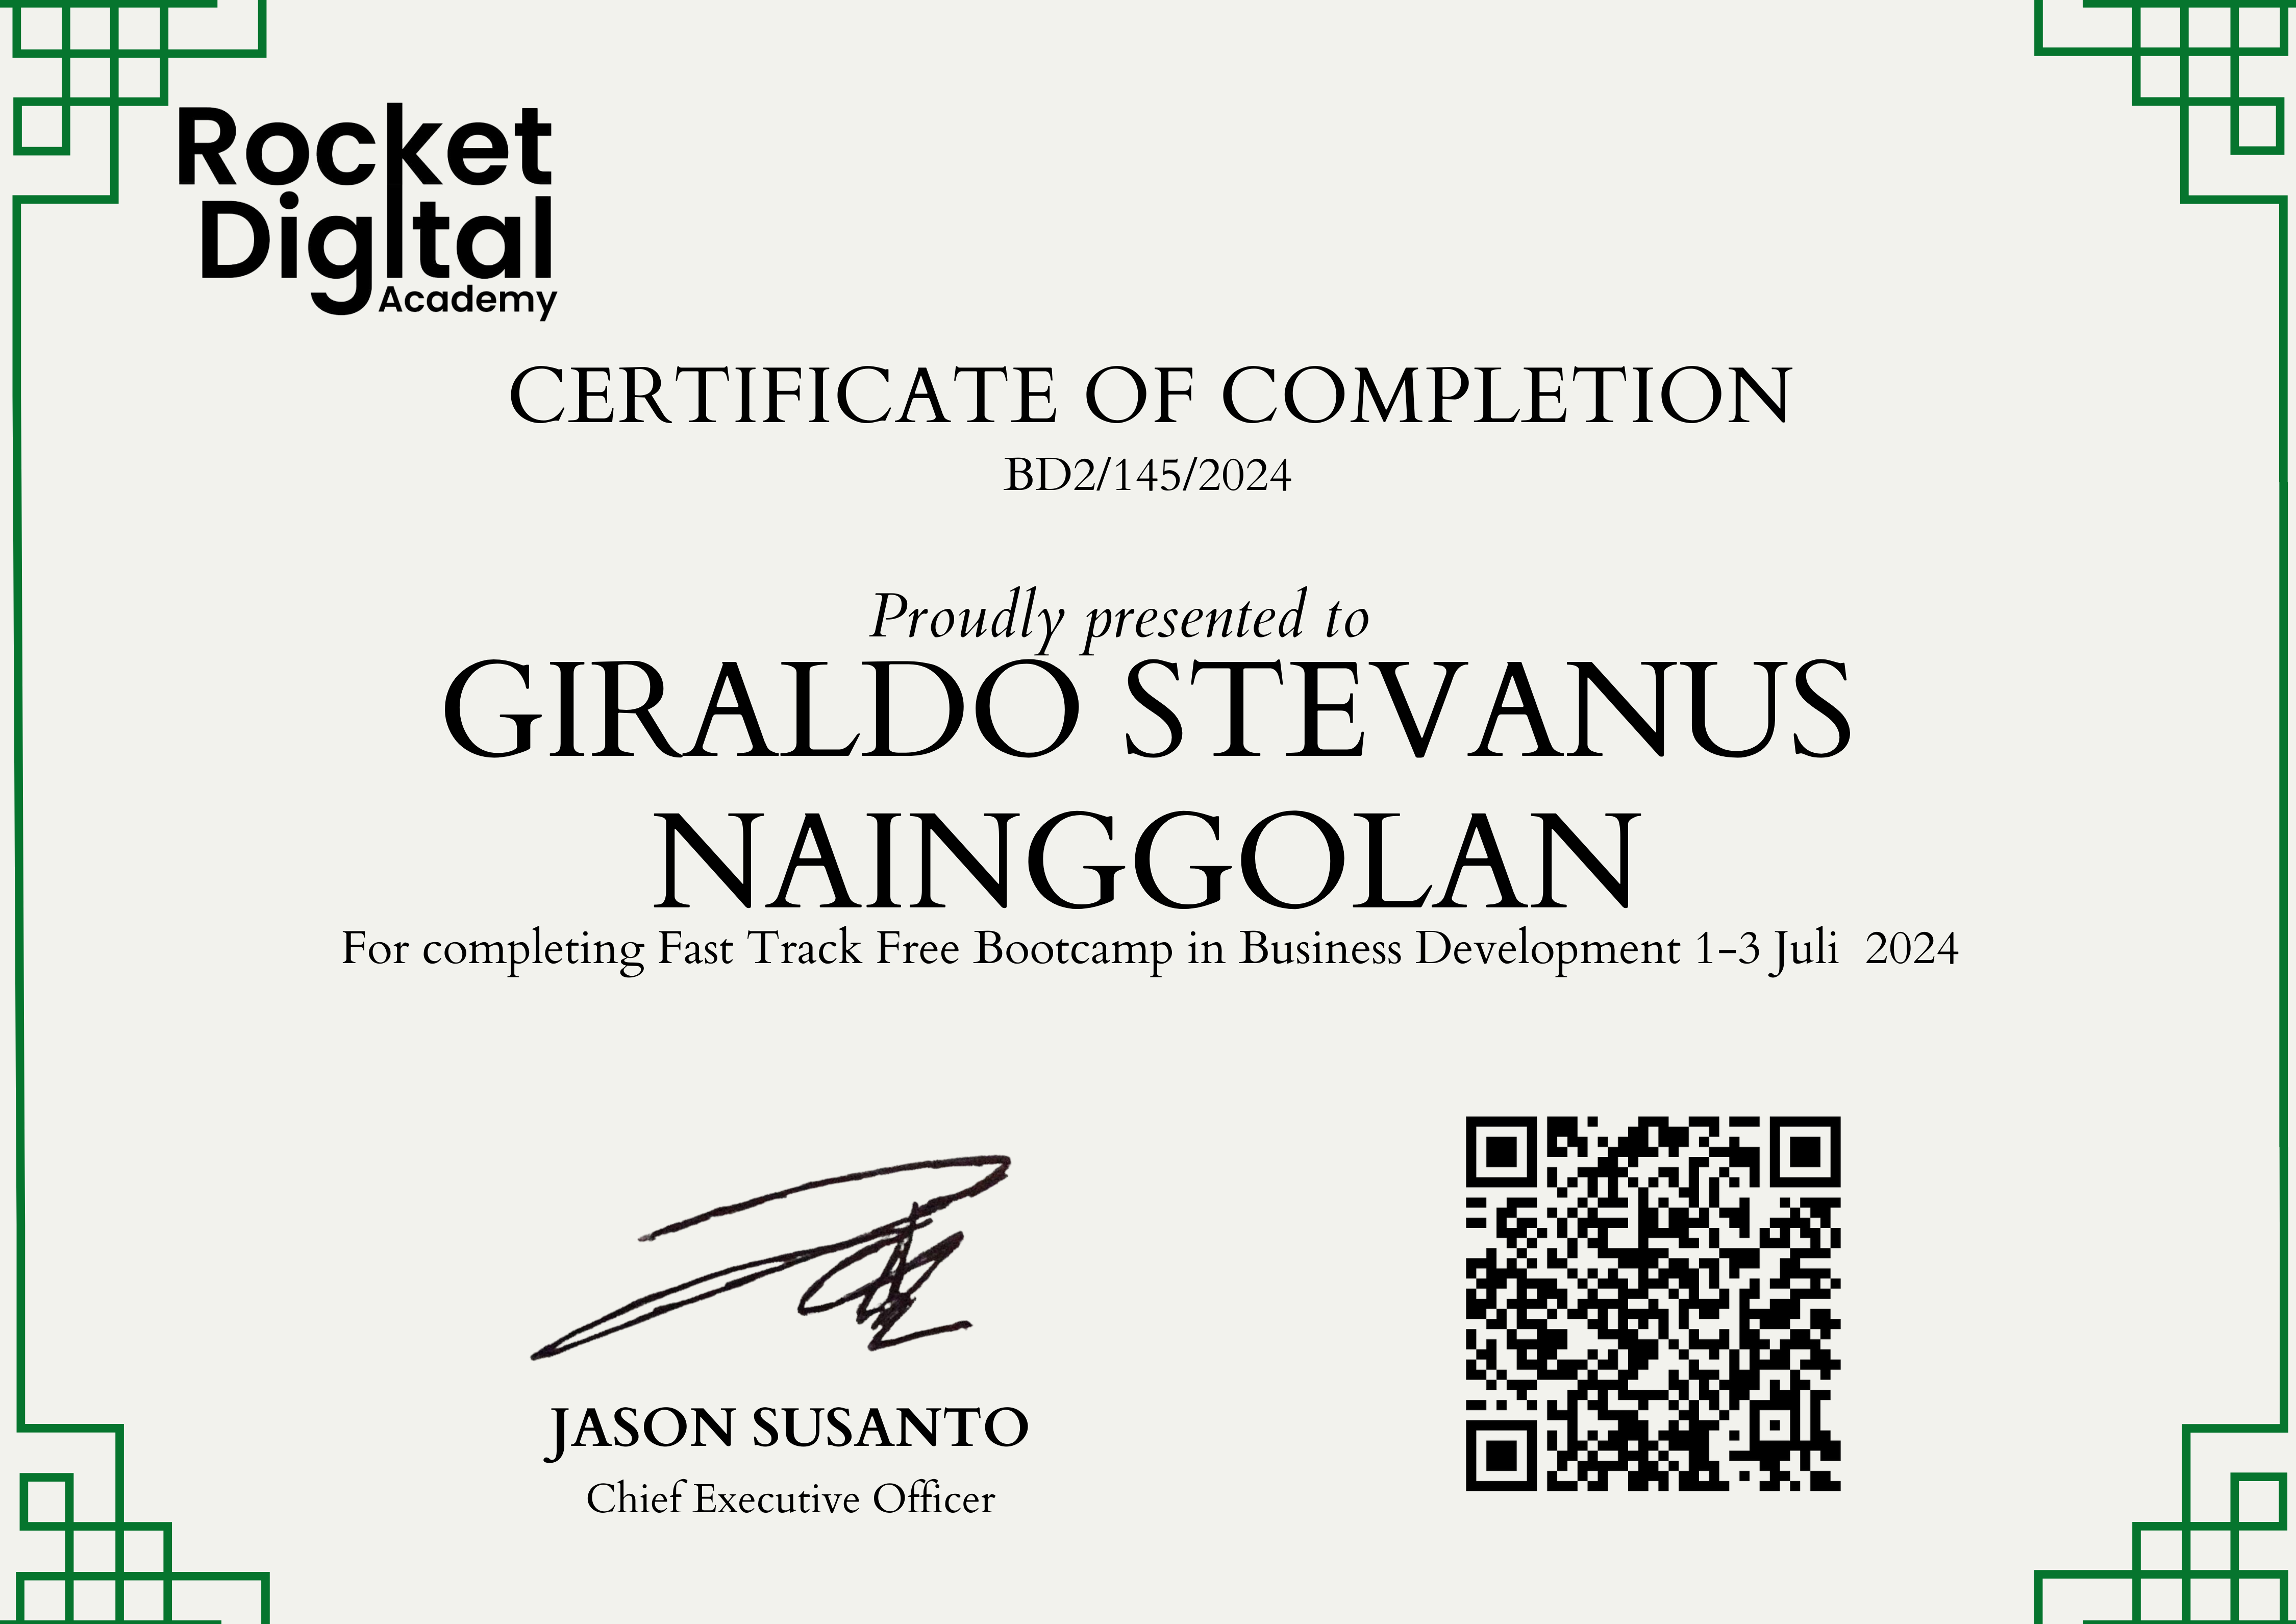 Rocket
Digital
Academy
CERTIFICATE OF COMPLETION
BD2/145/2024
Proudly presented to
GIRALDO STEVANUS
NAINGGOLAN
For completing Fast Track Free Bootcamp in Business Development 1-3 Juli  2024
JASON SUSANTO
Chief Executive Officer